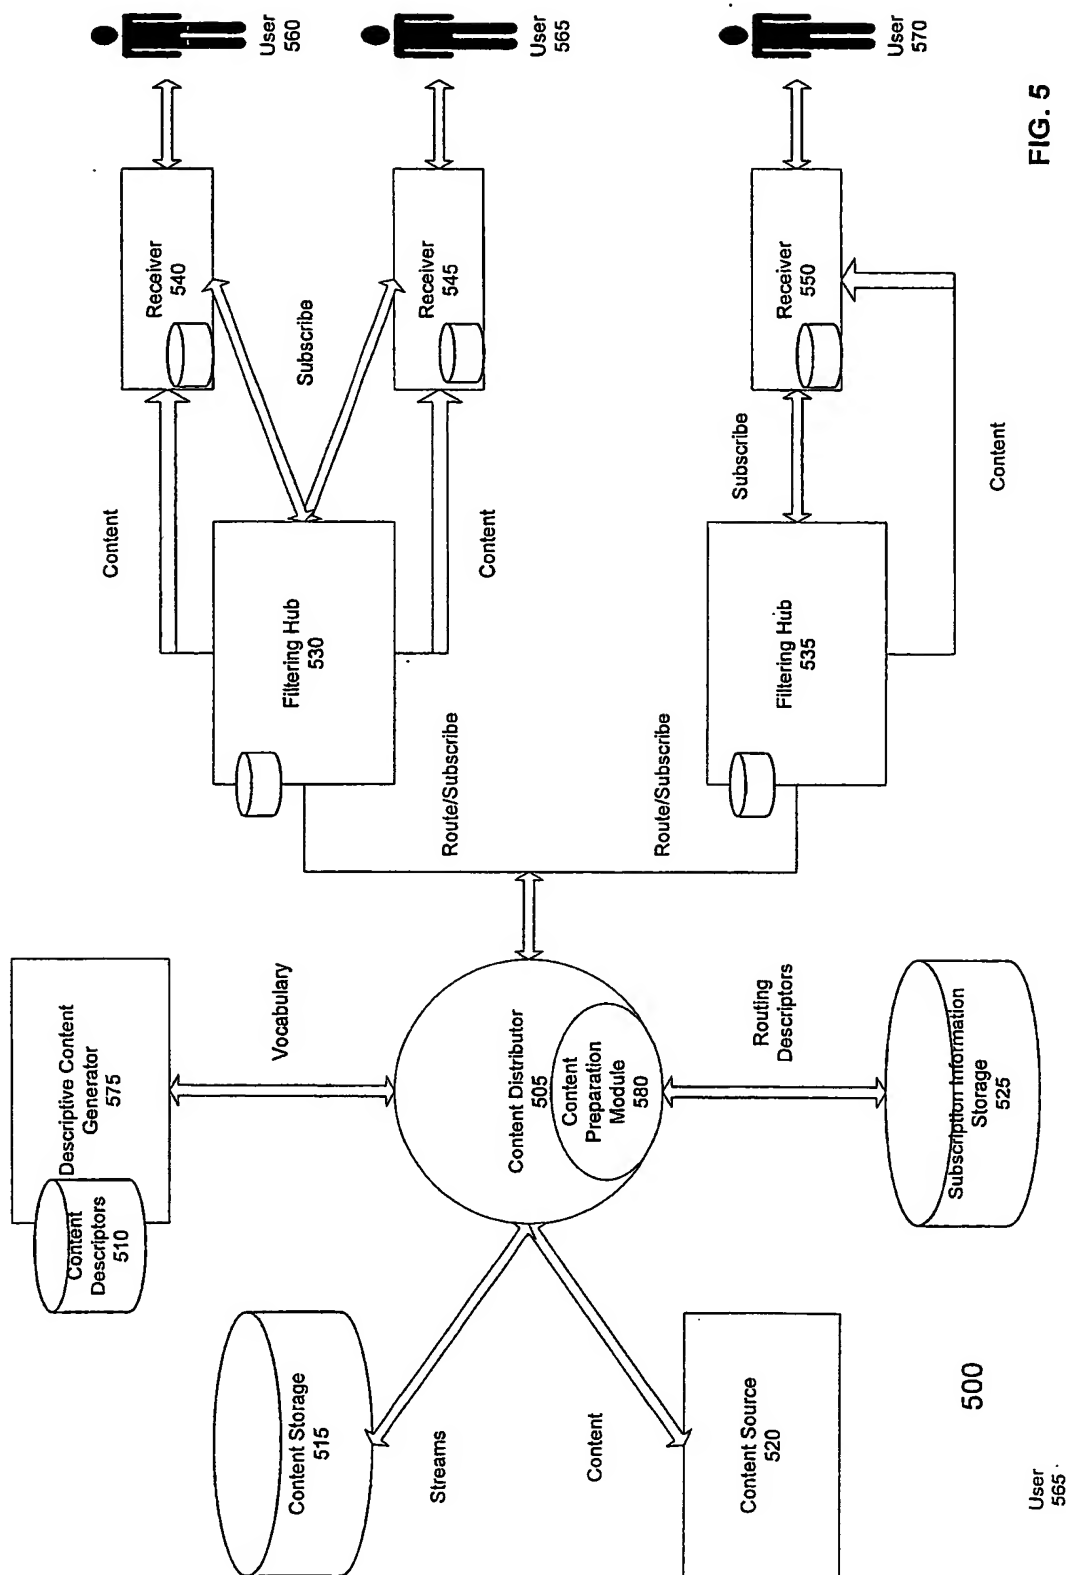 User
560
User
565
User
570
FIG. 5
Receiver
540
Receiver
545
Receiver
550
Subscribe
Subscribe
Content
Content
Content
Filtering Hub
530
Filtering Hub
535
Route/Subscribe
Route/Subscribe
Descriptive Content
Generator
575
Content
Descriptors
510
Vocabulary
Content Distributor
505
Content
Preparation
Module
580
Routing
Descriptors
Subscription Information
Storage
525
Content Storage
515
Streams
Content
Content Source
520
500
User
565